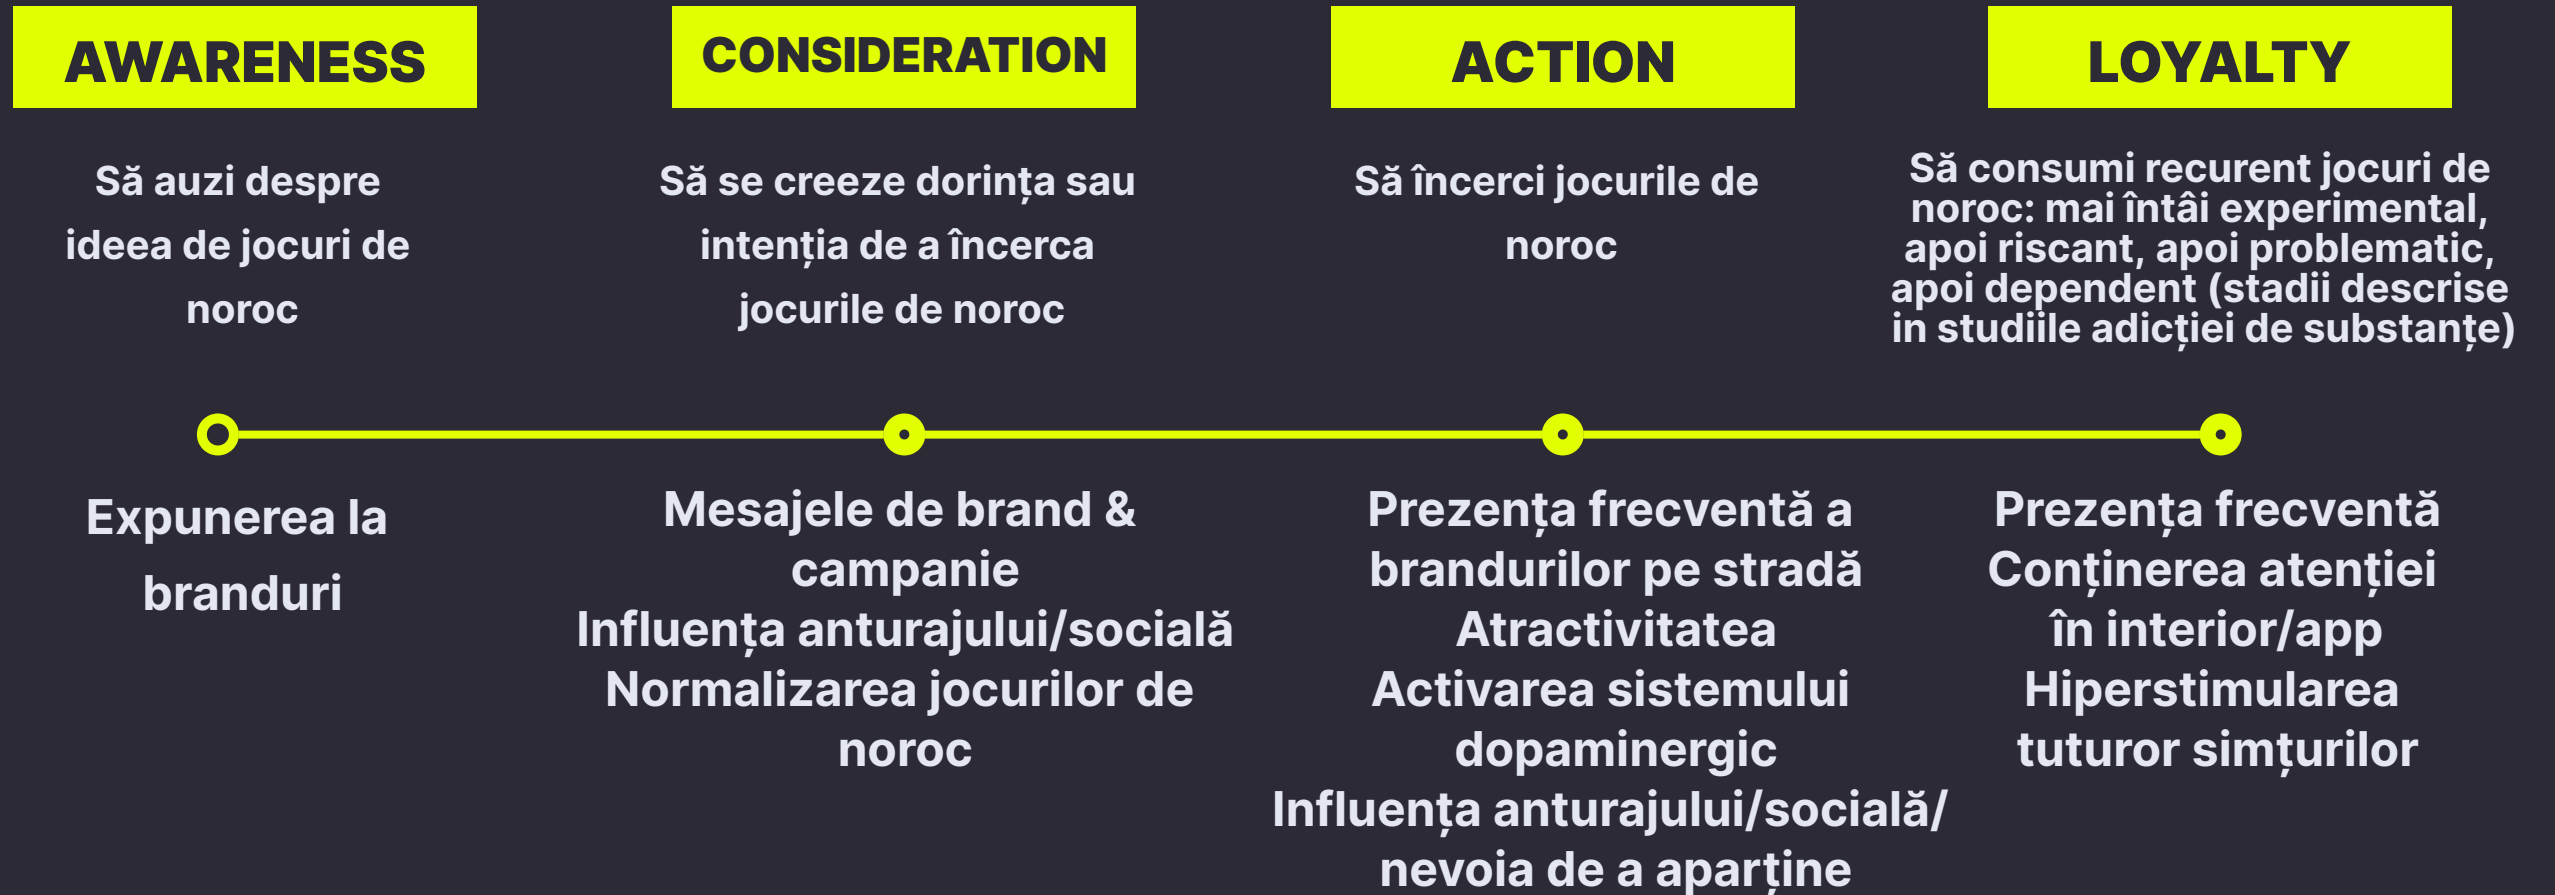 AWARENESS
Să auzi despre
ideea de jocuri de
noroc
Expunerea la
branduri
CONSIDERATION
Să se creeze dorința sau
intenția de a încerca
jocurile de noroc
Mesajele de brand &
campanie
Influența anturajului/socială
Normalizarea jocurilor de
noroc
ACTION
Să încerci jocurile de
noroc
Prezența frecventă a
brandurilor pe stradă
Atractivitatea
Activarea sistemului
dopaminergic
Influența anturajului/socială/
nevoia de a aparține
LOYALTY
Să consumi recurent jocuri de
noroc: mai întâi experimental,
apoi riscant, apoi problematic,
apoi dependent (stadii descrise
in studiile adicției de substanțe)
Prezența frecventă
Conținerea atenției
în interior/app
Hiperstimularea
tuturor simțurilor